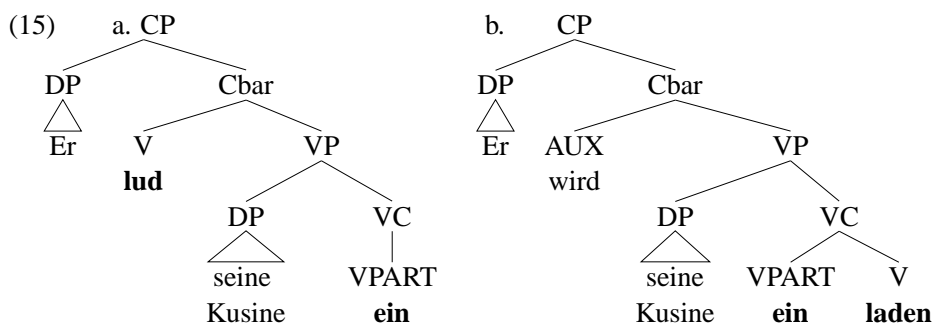 (15) a. CP b. CP
DP Cbar DP Cbar
Er V VP Er AUX VP
lud wird
DP VC DP VC
seine VPART seine VPART V
Kusine ein Kusine ein laden